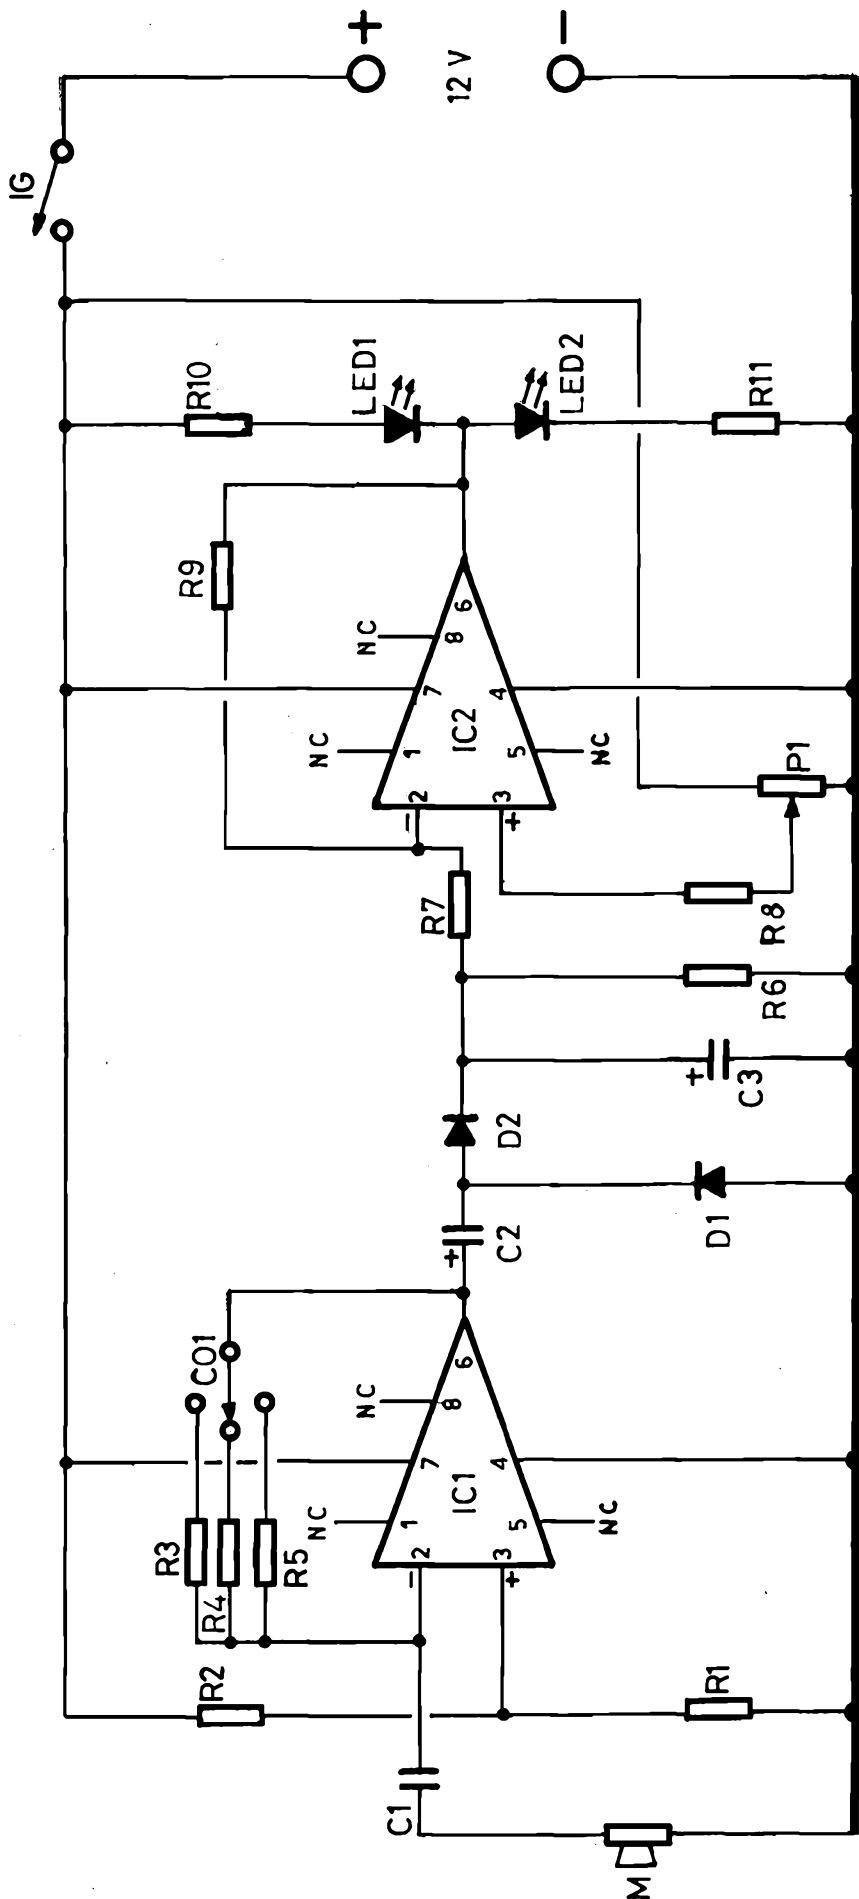 +
12 V
−
IG
R10
LED1
LED2
R11
R9
NC
8
6
7
4
NC
1
IC2
5
NC
2
3
−
+
P1
R7
R8
R6
C3
+
D2
D1
C2
+
CO1
R3
R4
R5
NC
8
6
7
4
NC
1
IC1
5
NC
2
3
−
+
R2
R1
C1
M